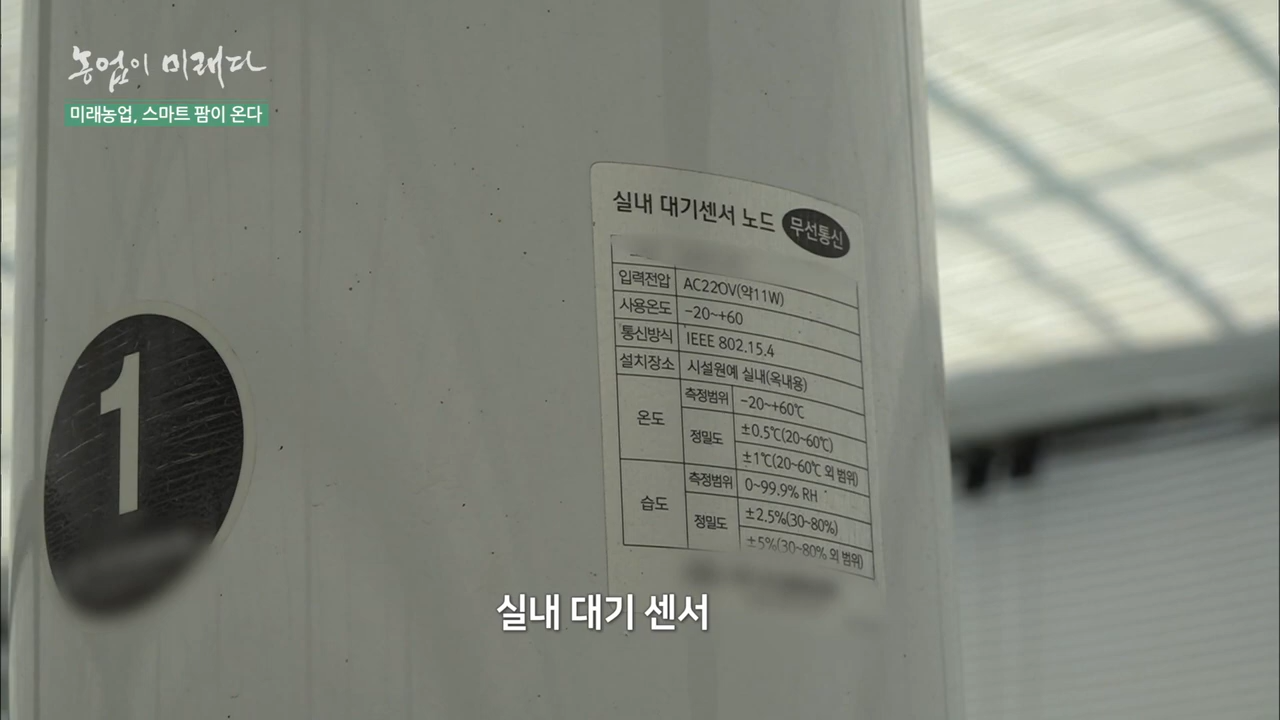 농업이 미래다
미래농업, 스마트 팜이 온다
실내 대기센서 노드 무선통신
입력전압 AC220V(약11W)
사용온도 -20~+60
통신방식 IEEE 802.15.4
설치장소 시설원예 실내(옥내용)
온도 측정범위 -20~+60℃
정밀도 ±0.5℃(20~60℃)
±1℃(20~60℃ 외 범위)
습도 측정범위 0~99.9% RH
정밀도 ±2.5%(30~80%)
±5%(30~80% 외 범위)
1
실내 대기 센서